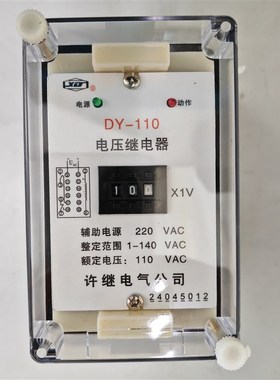 电源 动作
DY-110
电压继电器
100 X1V
辅助电源 220 VAC
整定范围 1-140 VAC
额定电压: 110 VAC
许继电气公司
24045012